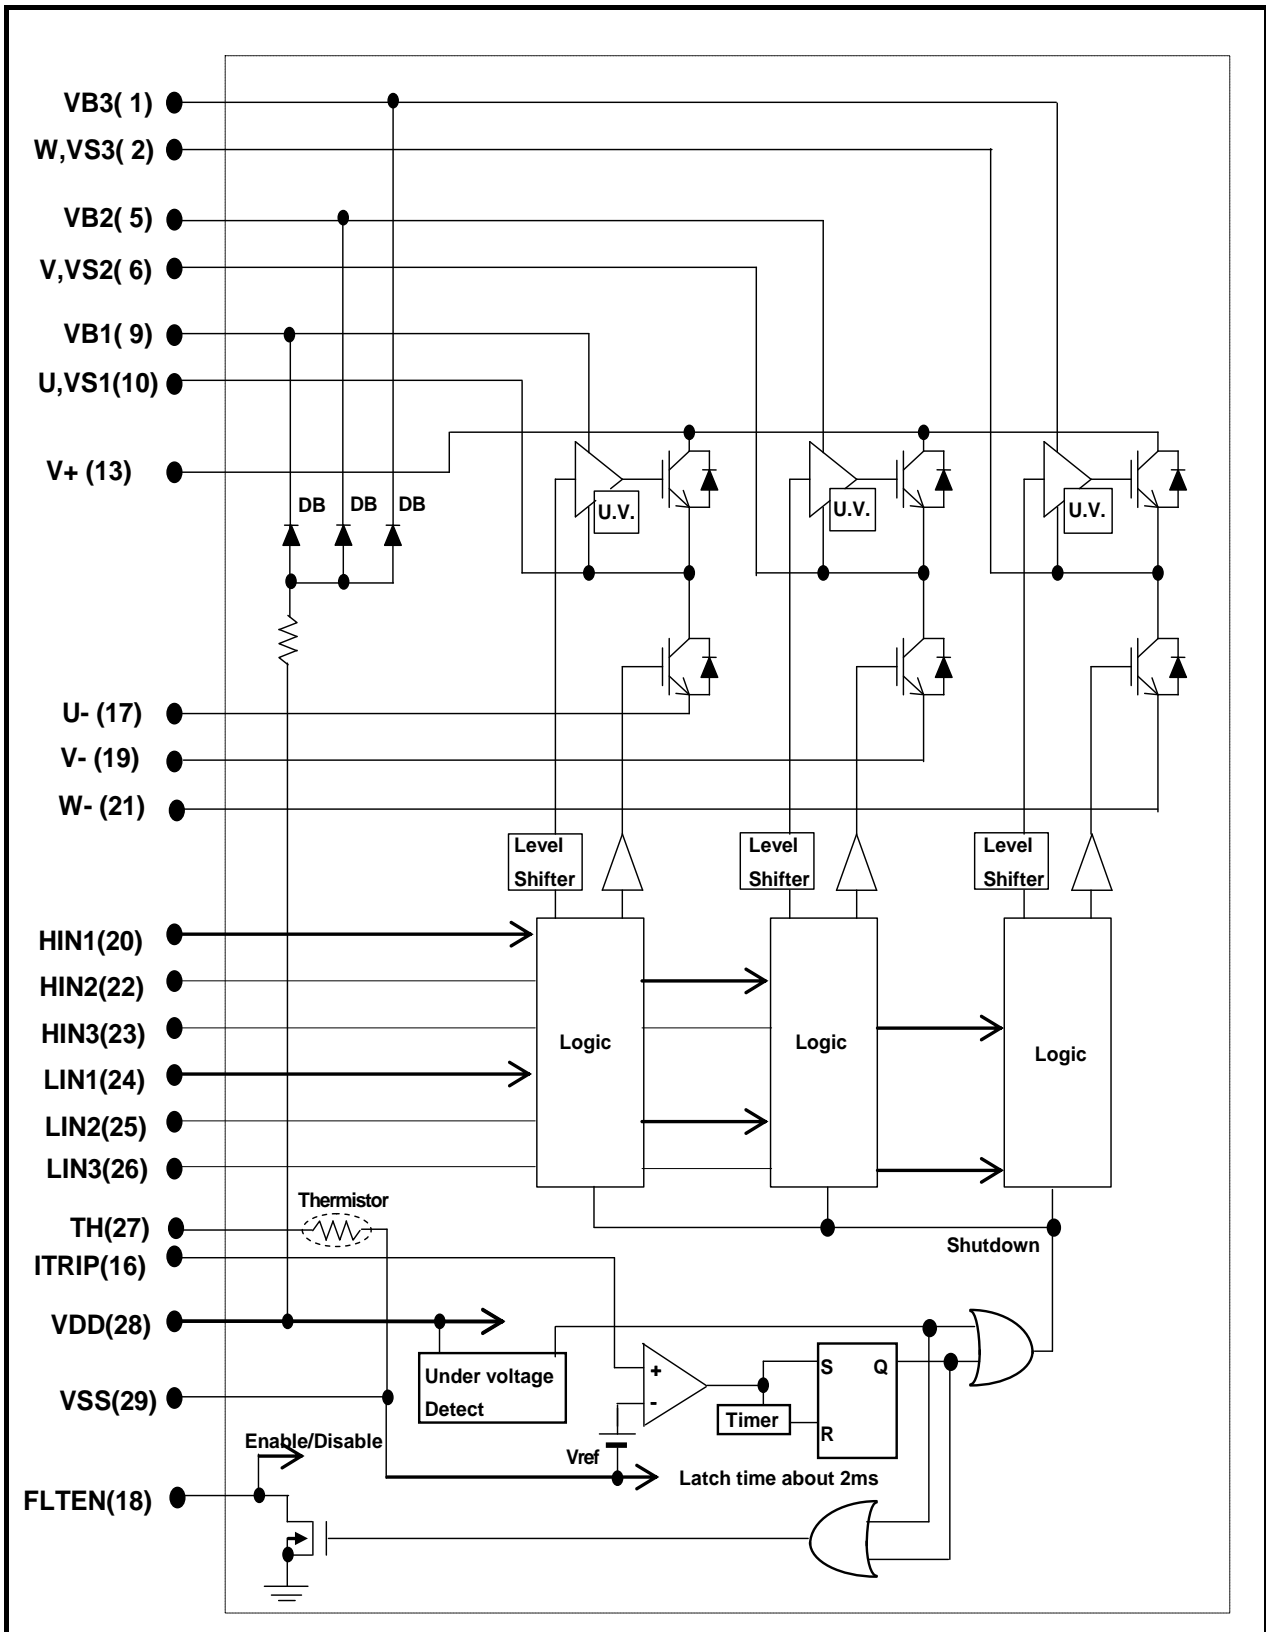 VB3( 1)
W,VS3( 2)
VB2( 5)
V,VS2( 6)
VB1( 9)
U,VS1(10)
V+ (13)
DB
DB
DB
U.V.
U.V.
U.V.
U- (17)
V- (19)
W- (21)
Level
Shifter
Level
Shifter
Level
Shifter
HIN1(20)
HIN2(22)
HIN3(23)
LIN1(24)
LIN2(25)
LIN3(26)
Logic
Logic
Logic
Thermistor
TH(27)
ITRIP(16)
Shutdown
VDD(28)
Under voltage
Detect
+
-
S
Q
R
Timer
VSS(29)
Vref
Enable/Disable
Latch time about 2ms
FLTEN(18)